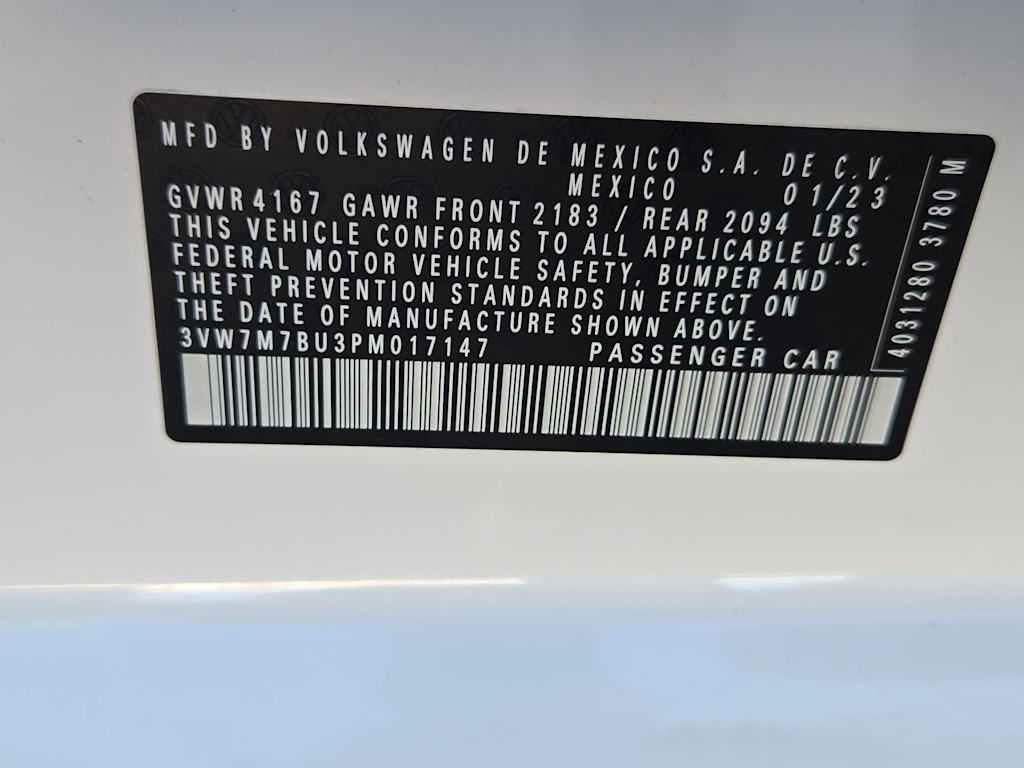 MFD BY VOLKSWAGEN DE MEXICO S.A. DE C.V.
MEXICO 01/23
GVWR 4167 GAWR FRONT 2183 / REAR 2094 LBS
THIS VEHICLE CONFORMS TO ALL APPLICABLE U.S.
FEDERAL MOTOR VEHICLE SAFETY, BUMPER AND
THEFT PREVENTION STANDARDS IN EFFECT ON
THE DATE OF MANUFACTURE SHOWN ABOVE.
3VW7M7BU3PM017147 PASSENGER CAR
4031280 3780 M